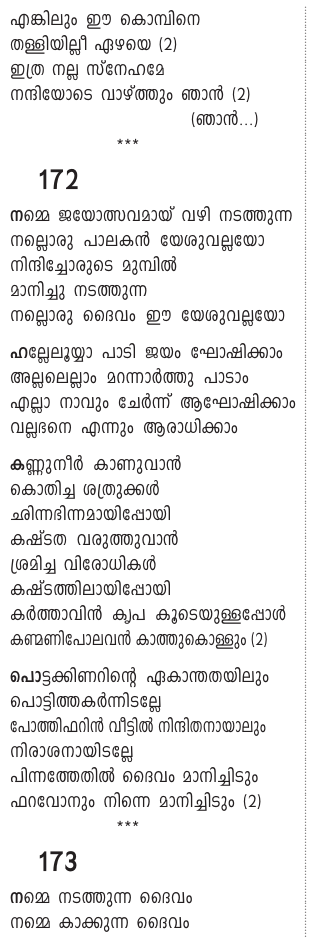 എങ്കിലും ഈ കൊമ്പിനെ
തള്ളിയില്ലീ ഏഴയെ (2)
ഇത്ര നല്ല സ്നേഹമേ
നന്ദിയോടെ വാഴ്ത്തും ഞാൻ (2)
(ഞാൻ...)
***
172
നമ്മെ ജയോത്സവമായ് വഴി നടത്തുന്ന
നല്ലൊരു പാലകൻ യേശുവല്ലയോ
നിന്ദിച്ചോരുടെ മുമ്പിൽ
മാനിച്ചു നടത്തുന്ന
നല്ലൊരു ദൈവം ഈ യേശുവല്ലയോ
ഹല്ലേലൂയ്യാ പാടി ജയം ഘോഷിക്കാം
അല്ലലെല്ലാം മറന്നാർത്തു പാടാം
എല്ലാ നാവും ചേർന്ന് ആഘോഷിക്കാം
വല്ലഭനെ എന്നും ആരാധിക്കാം
കണ്ണുനീർ കാണുവാൻ
കൊതിച്ച ശത്രുക്കൾ
ഛിന്നഭിന്നമായിപ്പോയി
കഷ്ടത വരുത്തുവാൻ
ശ്രമിച്ച വിരോധികൾ
കഷ്ടത്തിലായിപ്പോയി
കർത്താവിൻ കൃപ കൂടെയുള്ളപ്പോൾ
കണ്മണിപോലവൻ കാത്തുകൊള്ളും (2)
പൊട്ടക്കിണറിന്റെ ഏകാന്തതയിലും
പൊട്ടിത്തകർന്നിടല്ലേ
പോത്തിഫറിൻ വീട്ടിൽ നിന്ദിതനായാലും
നിരാശനായിടല്ലേ
പിന്നത്തേതിൽ ദൈവം മാനിച്ചിടും
ഫറവോനും നിന്നെ മാനിച്ചിടും (2)
***
173
നമ്മെ നടത്തുന്ന ദൈവം
നമ്മെ കാക്കുന്ന ദൈവം